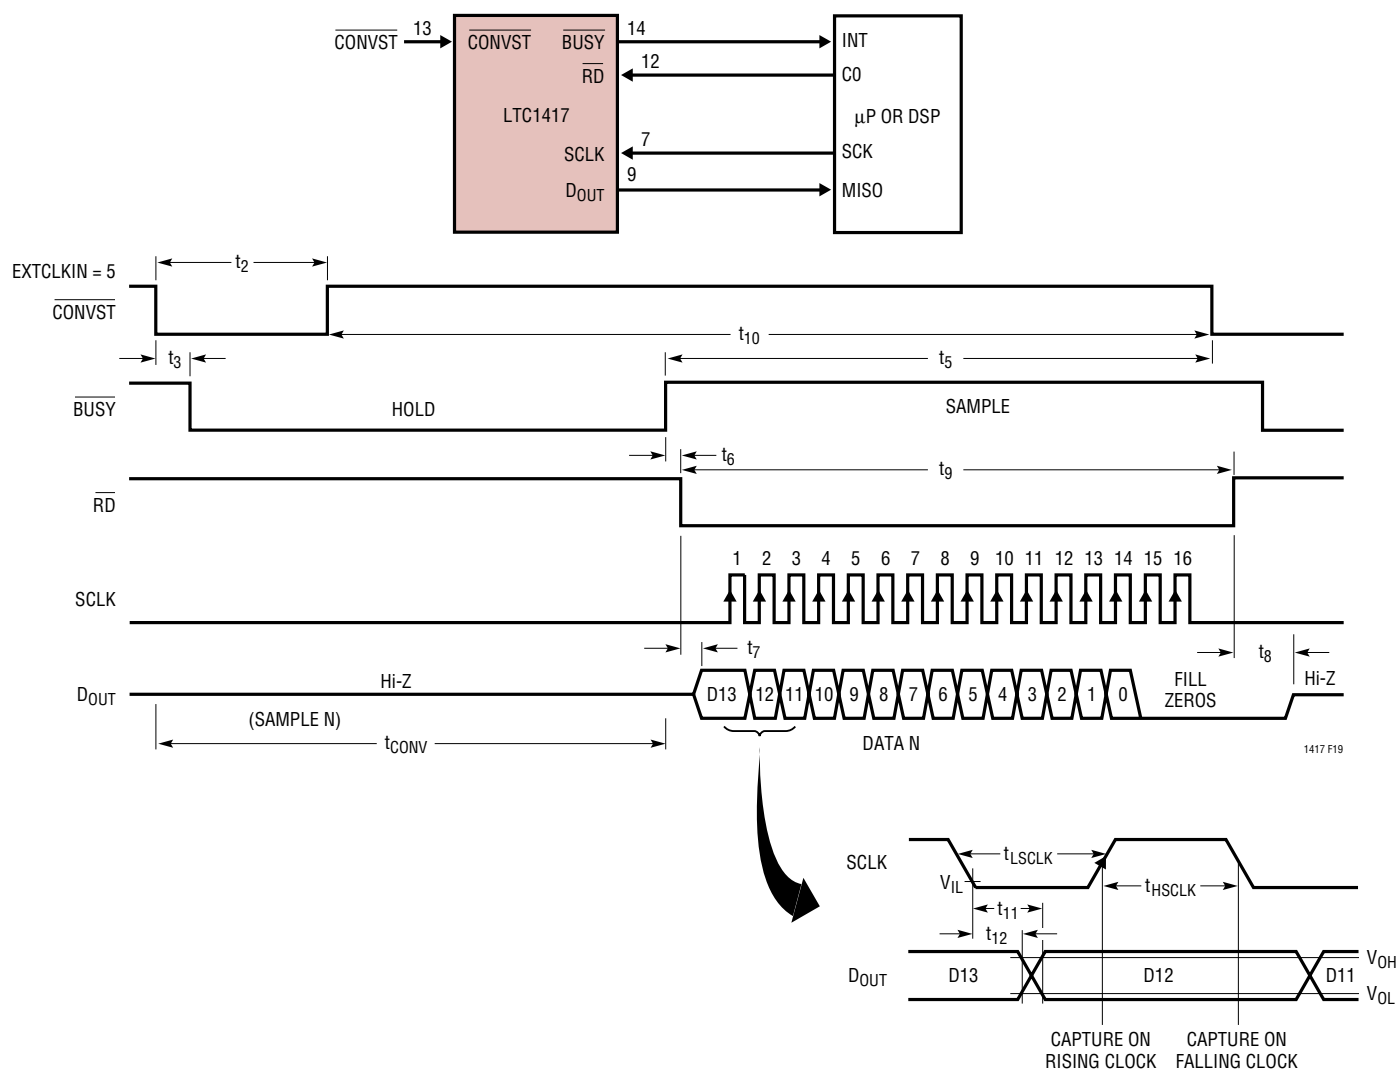 CONVST 13 CONVST BUSY 14 INT
RD 12 C0
LTC1417 µP OR DSP
SCLK 7 SCK
DOUT 9 MISO
EXTCLKIN = 5
t2
CONVST
t10
t3 t5
BUSY HOLD SAMPLE
t6 t9
RD
1 2 3 4 5 6 7 8 9 10 11 12 13 14 15 16
SCLK
t7 t8
DOUT Hi-Z D13 12 11 10 9 8 7 6 5 4 3 2 1 0 FILL ZEROS Hi-Z
(SAMPLE N)
tCONV DATA N
1417 F19
SCLK tLSCLK
VIL tHSCLK
t11
t12
VOH
DOUT D13 D12 D11
VOL
CAPTURE ON RISING CLOCK
CAPTURE ON FALLING CLOCK